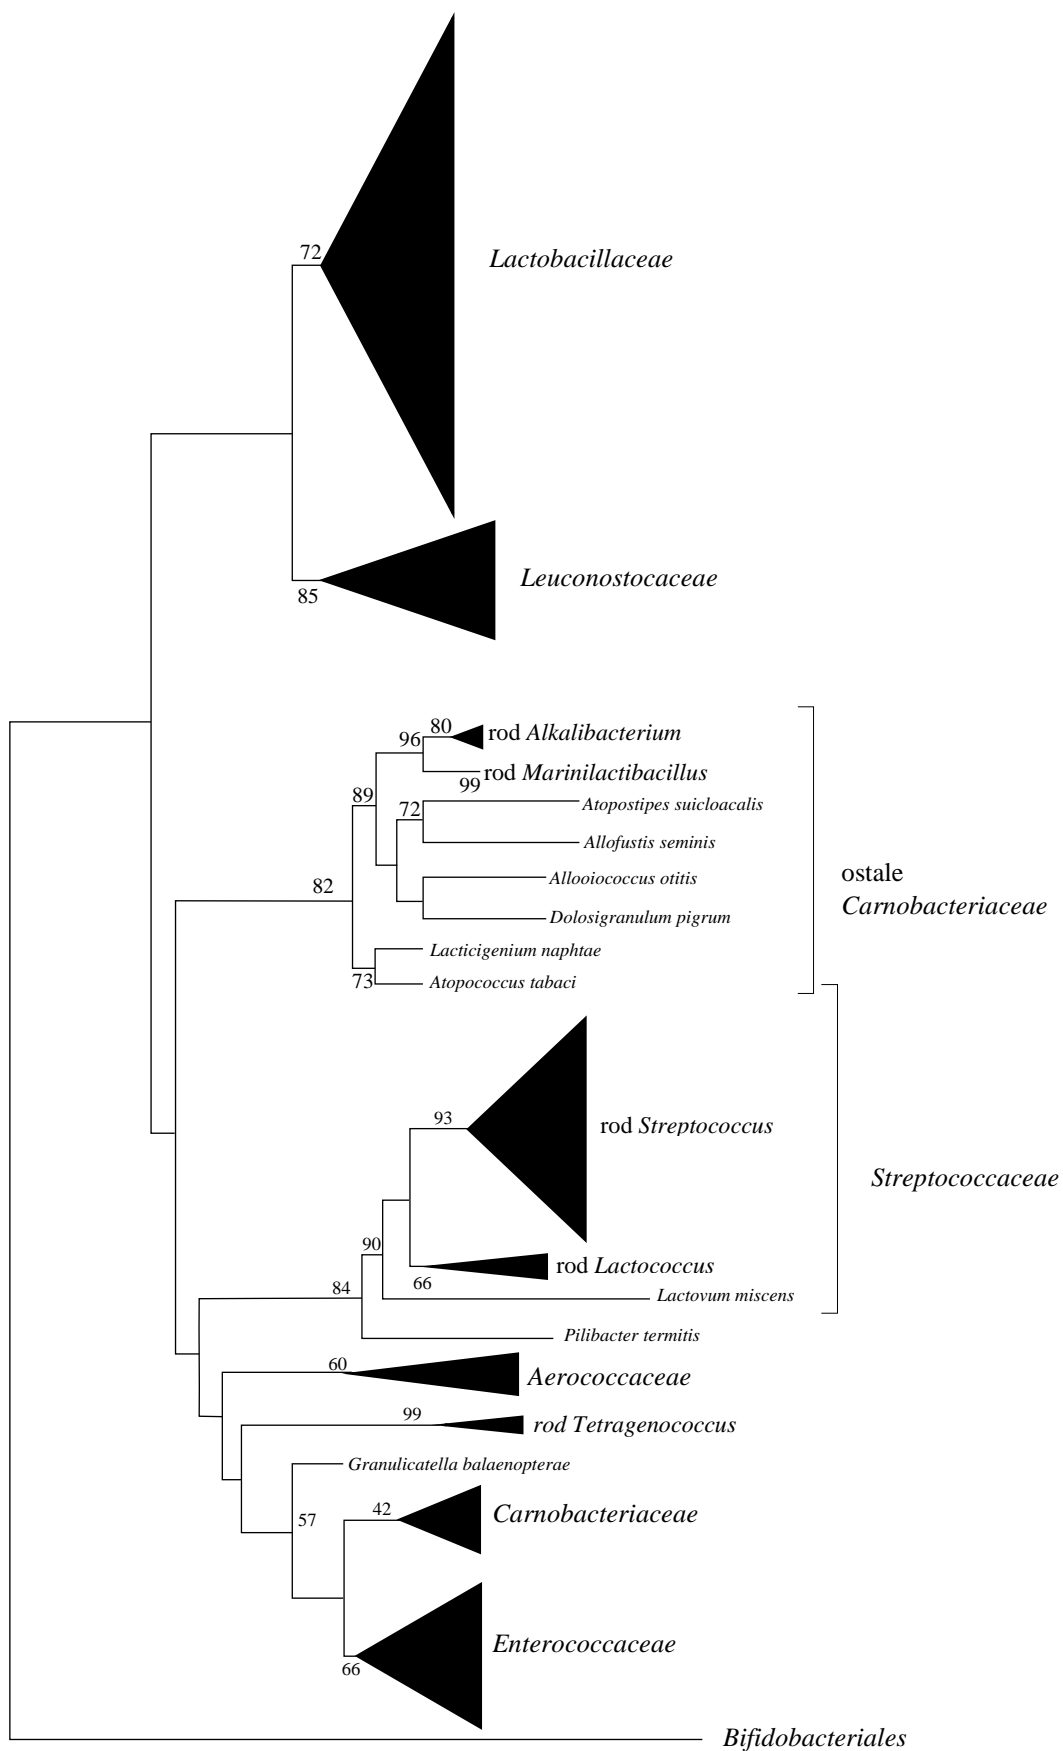 72
Lactobacillaceae
Leuconostocaceae
85
80
rod Alkalibacterium
96
rod Marinilactibacillus
99
89
72
Atopostipes suicloacalis
Allofustis seminis
ostale
Carnobacteriaceae
Allooiococcus otitis
82
Dolosigranulum pigrum
Lacticigenium naphtae
73
Atopococcus tabaci
93
rod Streptococcus
Streptococcaceae
90
rod Lactococcus
66
84
Lactovum miscens
Pilibacter termitis
60
Aerococcaceae
99
rod Tetragenococcus
Granulicatella balaenopterae
42
Carnobacteriaceae
57
Enterococcaceae
66
Bifidobacteriales